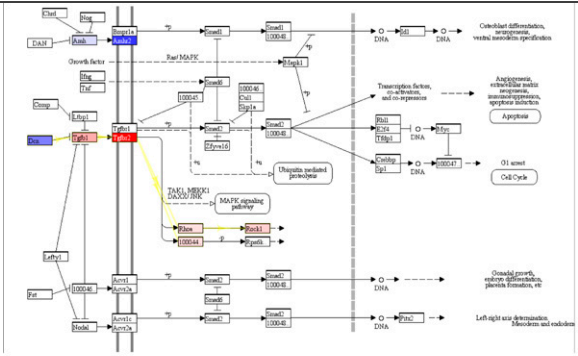 Chrd
Nog
DAN
Amh
Bmpr1a
Amhr2
+p
Smad1
Smad1
100048..
DNA
Id1
DNA
Osteoblast differentiation,
neurogenesis,
ventral mesoderm specification
Growth factor
Ras/ MAPK
+p
Mapk1
+p
Ifng
Tnf
Smad6
100045
100046
Cul1
Skp1a
Transcription factors,
co-activators,
and co-repressors
Angiogenesis,
extracellular matrix
neogenesis,
immunosuppression,
apoptosis induction
Apoptosis
Comp
Ltbp1
Dcn
Tgfb1
Tgfbr1
Tgfbr2
+p
Smad2
Zfyve16
Smad2
100048..
Rbl1
E2f4
Tfdp1
DNA
Myc
Crebbp
Sp1
DNA
100047
G1 arrest
Cell Cycle
+u
+u
Ubiquitin mediated
proteolysis
TAK1, MEKK1
DAXX/ JNK
MAPK signaling
pathway
Rhoa
Rock1
100044
-p
Rps6k
Lefty1
Fst
100046
Acvr1
Acvr2a
+p
Smad2
Smad2
100048..
DNA
Gonadal growth,
embryo differentiation,
placenta formation, etc
Smad6
Nodal
Acvr1c
Acvr2a
+p
Smad2
Smad2
100048..
DNA
Pitx2
Left-right axis determination,
Mesoderm and endoderm